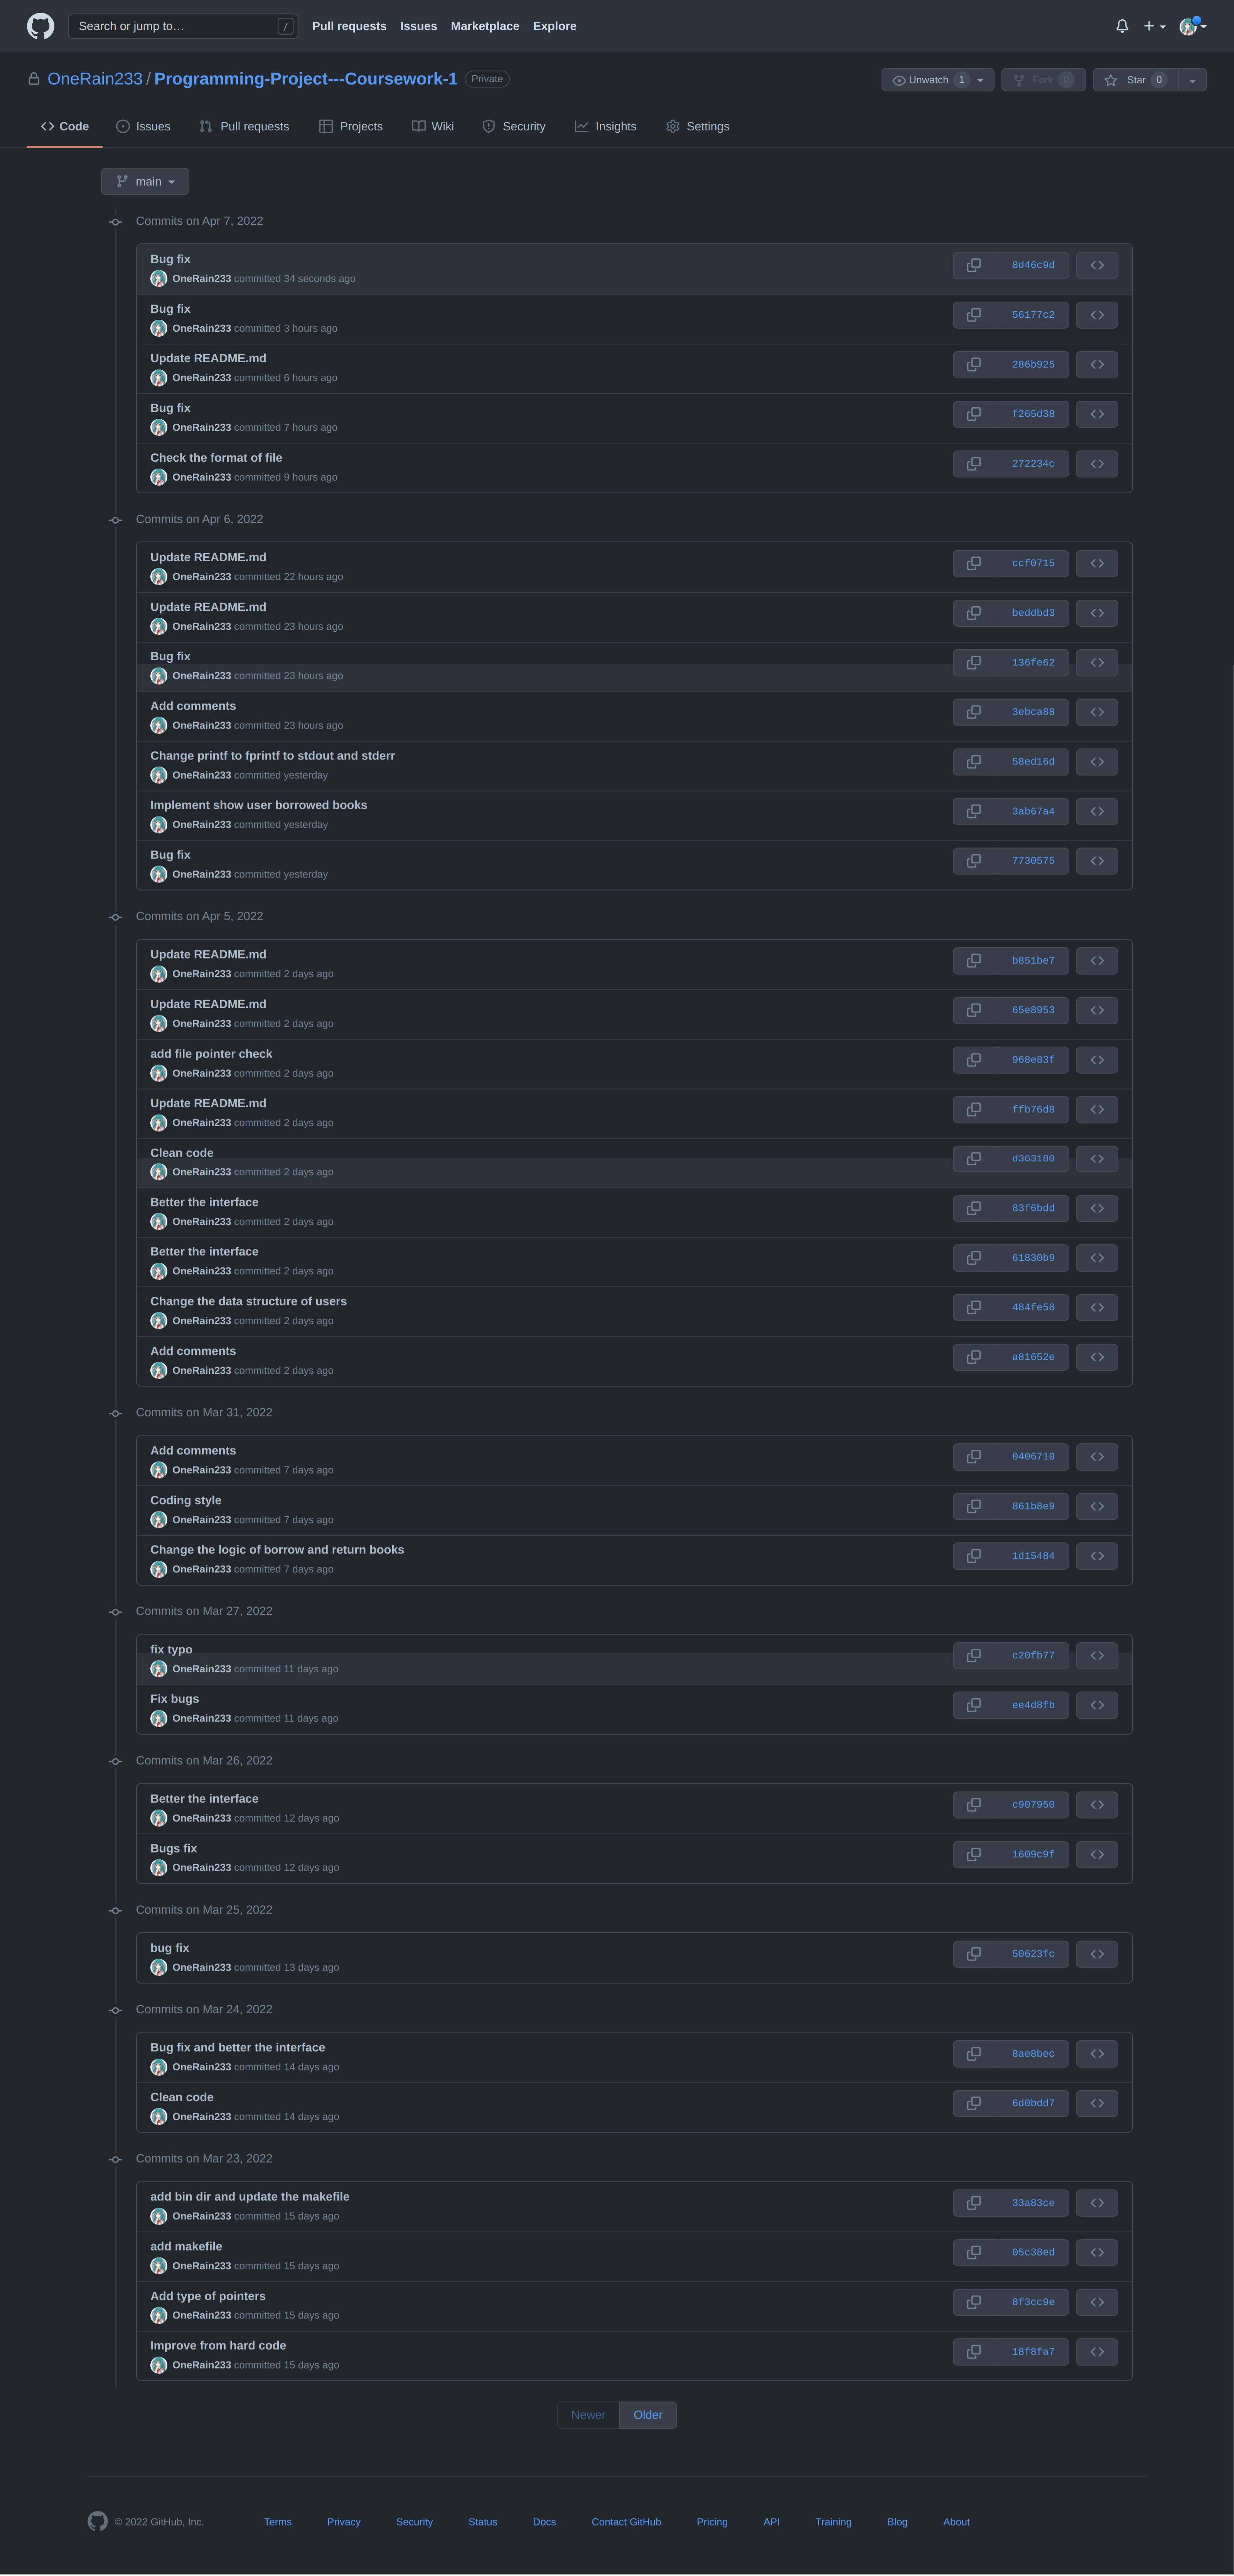 Search or jump to… /
Pull requests Issues Marketplace Explore
OneRain233 / Programming-Project---Coursework-1 Private
Unwatch 1 Fork 0 Star 0
Code Issues Pull requests Projects Wiki Security Insights Settings
main
Commits on Apr 7, 2022
Bug fix
OneRain233 committed 34 seconds ago
8d46c9d
Bug fix
OneRain233 committed 3 hours ago
56177c2
Update README.md
OneRain233 committed 6 hours ago
286b925
Bug fix
OneRain233 committed 7 hours ago
f265d38
Check the format of file
OneRain233 committed 9 hours ago
272234c
Commits on Apr 6, 2022
Update README.md
OneRain233 committed 22 hours ago
ccf0715
Update README.md
OneRain233 committed 23 hours ago
beddbd3
Bug fix
OneRain233 committed 23 hours ago
136fe62
Add comments
OneRain233 committed 23 hours ago
3ebca88
Change printf to fprintf to stdout and stderr
OneRain233 committed yesterday
58ed16d
Implement show user borrowed books
OneRain233 committed yesterday
3ab67a4
Bug fix
OneRain233 committed yesterday
7730575
Commits on Apr 5, 2022
Update README.md
OneRain233 committed 2 days ago
b851be7
Update README.md
OneRain233 committed 2 days ago
65e8953
add file pointer check
OneRain233 committed 2 days ago
968e83f
Update README.md
OneRain233 committed 2 days ago
ffb76d8
Clean code
OneRain233 committed 2 days ago
d363100
Better the interface
OneRain233 committed 2 days ago
83f6bdd
Better the interface
OneRain233 committed 2 days ago
61830b9
Change the data structure of users
OneRain233 committed 2 days ago
484fe58
Add comments
OneRain233 committed 2 days ago
a81652e
Commits on Mar 31, 2022
Add comments
OneRain233 committed 7 days ago
0406710
Coding style
OneRain233 committed 7 days ago
861b8e9
Change the logic of borrow and return books
OneRain233 committed 7 days ago
1d15484
Commits on Mar 27, 2022
fix typo
OneRain233 committed 11 days ago
c20fb77
Fix bugs
OneRain233 committed 11 days ago
ee4d8fb
Commits on Mar 26, 2022
Better the interface
OneRain233 committed 12 days ago
c907950
Bugs fix
OneRain233 committed 12 days ago
1609c9f
Commits on Mar 25, 2022
bug fix
OneRain233 committed 13 days ago
50623fc
Commits on Mar 24, 2022
Bug fix and better the interface
OneRain233 committed 14 days ago
8ae8bec
Clean code
OneRain233 committed 14 days ago
6d0bdd7
Commits on Mar 23, 2022
add bin dir and update the makefile
OneRain233 committed 15 days ago
33a83ce
add makefile
OneRain233 committed 15 days ago
05c38ed
Add type of pointers
OneRain233 committed 15 days ago
8f3cc9e
Improve from hard code
OneRain233 committed 15 days ago
18f8fa7
Newer Older
© 2022 GitHub, Inc. Terms Privacy Security Status Docs Contact GitHub Pricing API Training Blog About